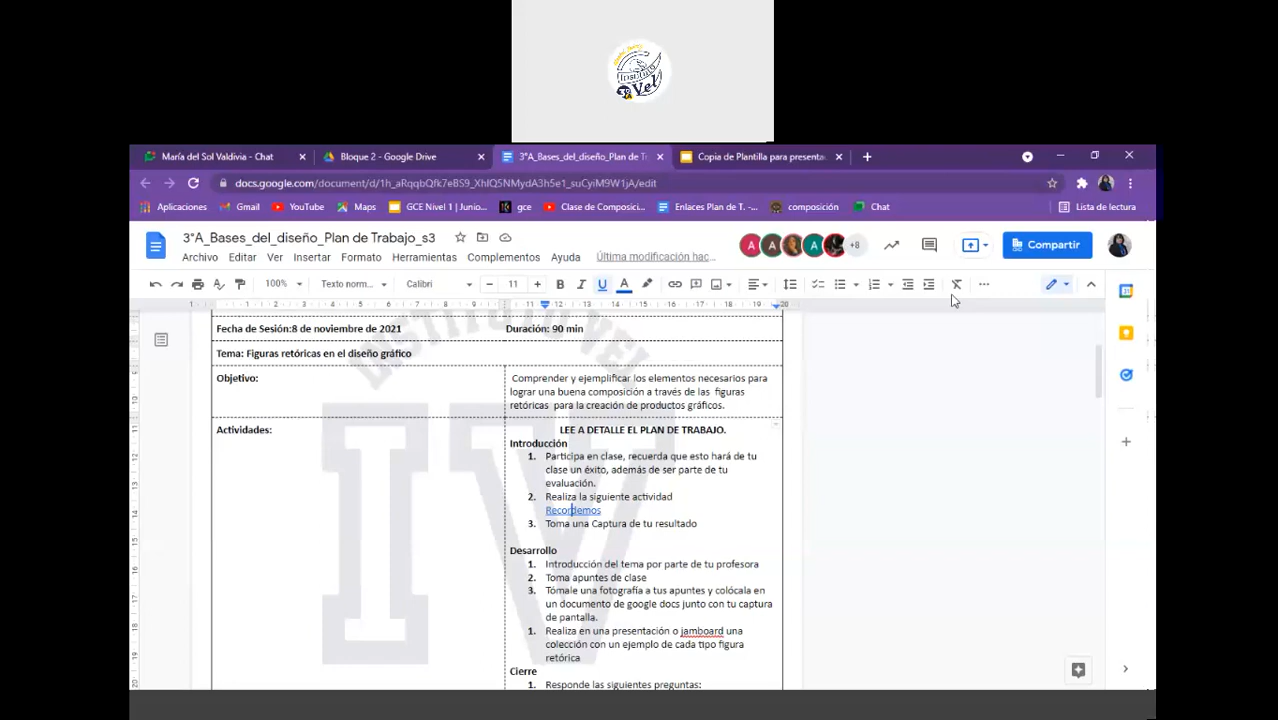 Instituto
Vel
María del Sol Valdivia - Chat
Bloque 2 - Google Drive
3°A_Bases_del_diseño_Plan de T
Copia de Plantilla para presenta
docs.google.com/document/d/1h_aRqqbQfk7eBS9_XhlQ5NMydA3h5e1_suCyiM9W1jA/edit
Aplicaciones
Gmail
YouTube
Maps
GCE Nivel 1 | Junio...
gce
Clase de Composici...
Enlaces Plan de T. -...
composición
Chat
Lista de lectura
3°A_Bases_del_diseño_Plan de Trabajo_s3
A A A +8
Compartir
Archivo Editar Ver Insertar Formato Herramientas Complementos Ayuda Última modificación hac...
100% Texto norm... Calibri 11
INSTITUTO VEL
IV
Fecha de Sesión:8 de noviembre de 2021 Duración: 90 min
Tema: Figuras retóricas en el diseño gráfico
Objetivo:
Comprender y ejemplificar los elementos necesarios para
lograr una buena composición a través de las figuras
retóricas para la creación de productos gráficos.
Actividades:
LEE A DETALLE EL PLAN DE TRABAJO.
Introducción
1. Participa en clase, recuerda que esto hará de tu
clase un éxito, además de ser parte de tu
evaluación.
2. Realiza la siguiente actividad
Recordemos
3. Toma una Captura de tu resultado
Desarrollo
1. Introducción del tema por parte de tu profesora
2. Toma apuntes de clase
3. Tómale una fotografía a tus apuntes y colócala en
un documento de google docs junto con tu captura
de pantalla.
1. Realiza en una presentación o jamboard una
colección con un ejemplo de cada tipo figura
retórica
Cierre
1. Responde las siguientes preguntas: